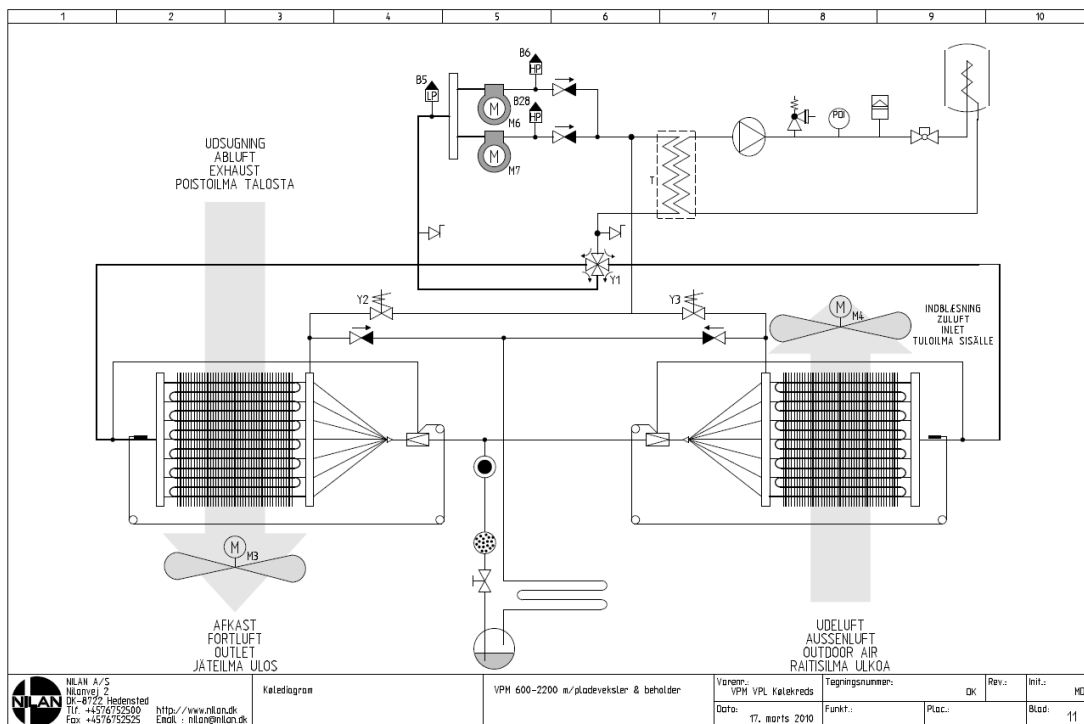 1 2 3 4 5 6 7 8 9 10
B6
HP
B5
LP
B28
HP
M
M6
M
M7
PDI
T
UDSUGNING
ABLUFT
EXHAUST
POISTOILMA TALOSTA
Y1
Y2
Y3
M
M4
INDBLÆSNING
ZULUFT
INLET
TULOILMA SISÄLLE
M
M3
AFKAST
FORTLUFT
OUTLET
JÄTEILMA ULOS
UDELUFT
AUSSENLUFT
OUTDOOR AIR
RAITISILMA ULKOA
NILAN
NILAN A/S
Nilanvej 2
DK-8722 Hedensted
Tlf. +4576752500 http://www.nilan.dk
Fax +4576752525 Email : nilan@nilan.dk
Kølediagram
VPM 600-2200 m/pladeveksler & beholder
Varenr.:
VPM VPL Kølekreds
Tegningsnummer:
DK
Rev.:
Init.:
Dato:
17. marts 2010
Funkt.:
Plac.:
Blad:
11